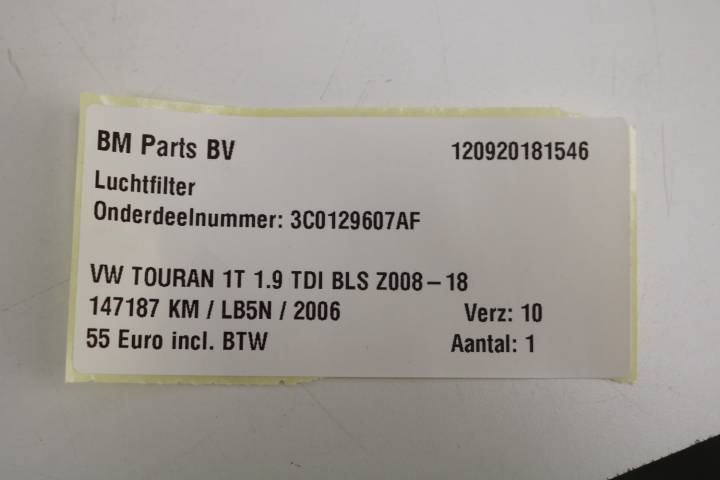 BM Parts BV 120920181546
Luchtfilter
Onderdeelnummer: 3C0129607AF
VW TOURAN 1T 1.9 TDI BLS Z008-18
147187 KM / LB5N / 2006 Verz: 10
55 Euro incl. BTW Aantal: 1